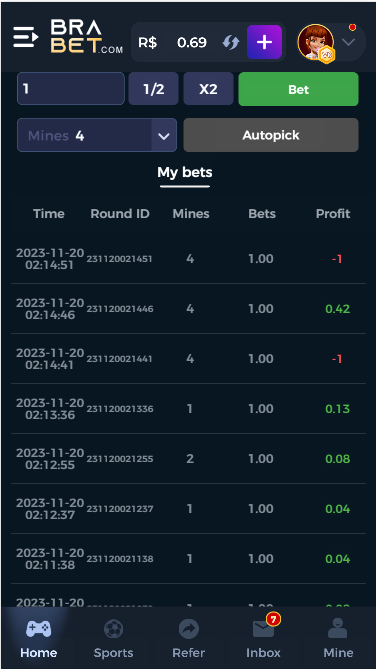 BRA
BET.COM
R$ 0.69
1 1/2 X2 Bet
Mines 4 Autopick
My bets
Time Round ID Mines Bets Profit
2023-11-20
02:14:51 231120021451 4 1.00 -1
2023-11-20
02:14:46 231120021446 4 1.00 0.42
2023-11-20
02:14:41 231120021441 4 1.00 -1
2023-11-20
02:13:36 231120021336 1 1.00 0.13
2023-11-20
02:12:55 231120021255 2 1.00 0.08
2023-11-20
02:12:37 231120021237 1 1.00 0.04
2023-11-20
02:11:38 231120021138 1 1.00 0.04
2023-11-20
7
Home Sports Refer Inbox Mine